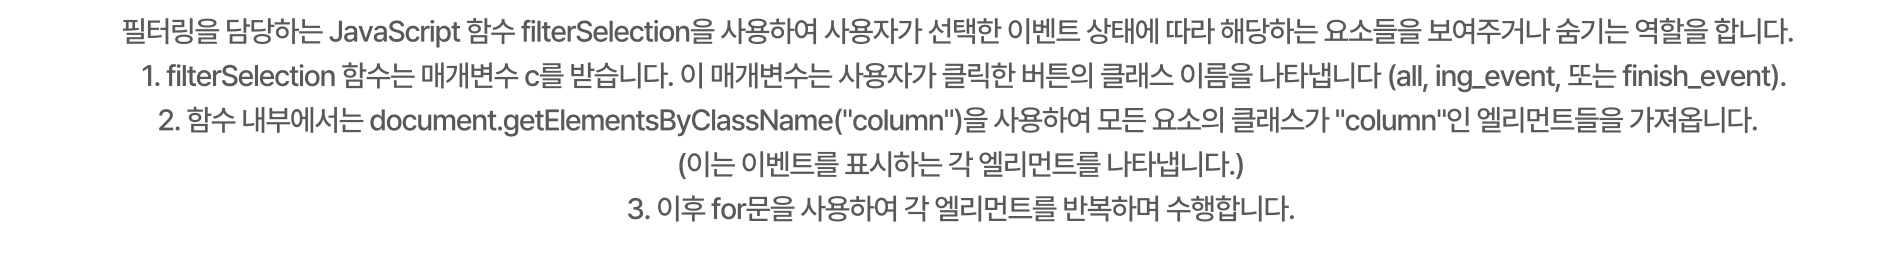 필터링을 담당하는 JavaScript 함수 filterSelection을 사용하여 사용자가 선택한 이벤트 상태에 따라 해당하는 요소들을 보여주거나 숨기는 역할을 합니다.
1. filterSelection 함수는 매개변수 c를 받습니다. 이 매개변수는 사용자가 클릭한 버튼의 클래스 이름을 나타냅니다 (all, ing_event, 또는 finish_event).
2. 함수 내부에서는 document.getElementsByClassName("column")을 사용하여 모든 요소의 클래스가 "column"인 엘리먼트들을 가져옵니다.
(이는 이벤트를 표시하는 각 엘리먼트를 나타냅니다.)
3. 이후 for문을 사용하여 각 엘리먼트를 반복하며 수행합니다.